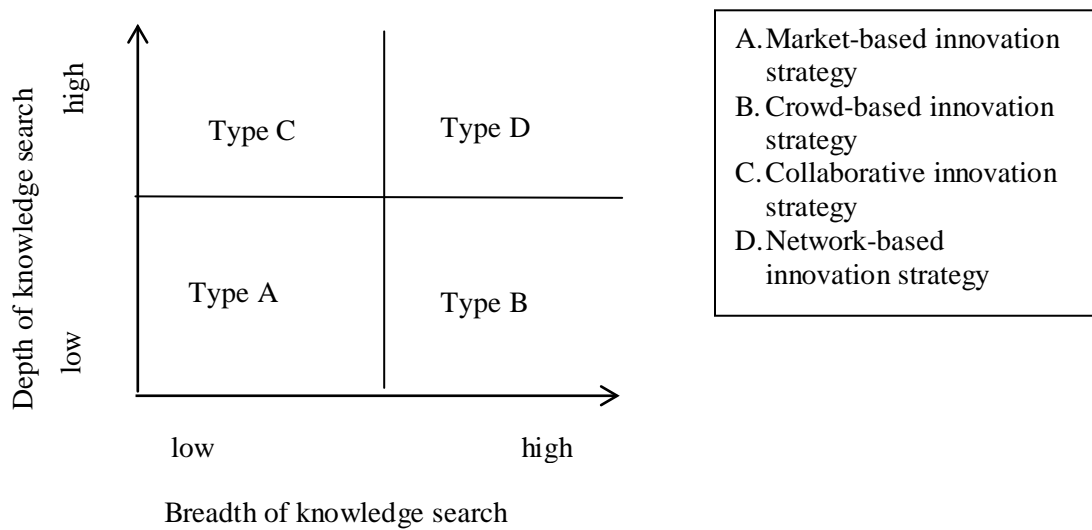 Depth of knowledge search
high
low
Type C
Type D
Type A
Type B
low
high
Breadth of knowledge search
A. Market-based innovation
strategy
B. Crowd-based innovation
strategy
C. Collaborative innovation
strategy
D. Network-based
innovation strategy